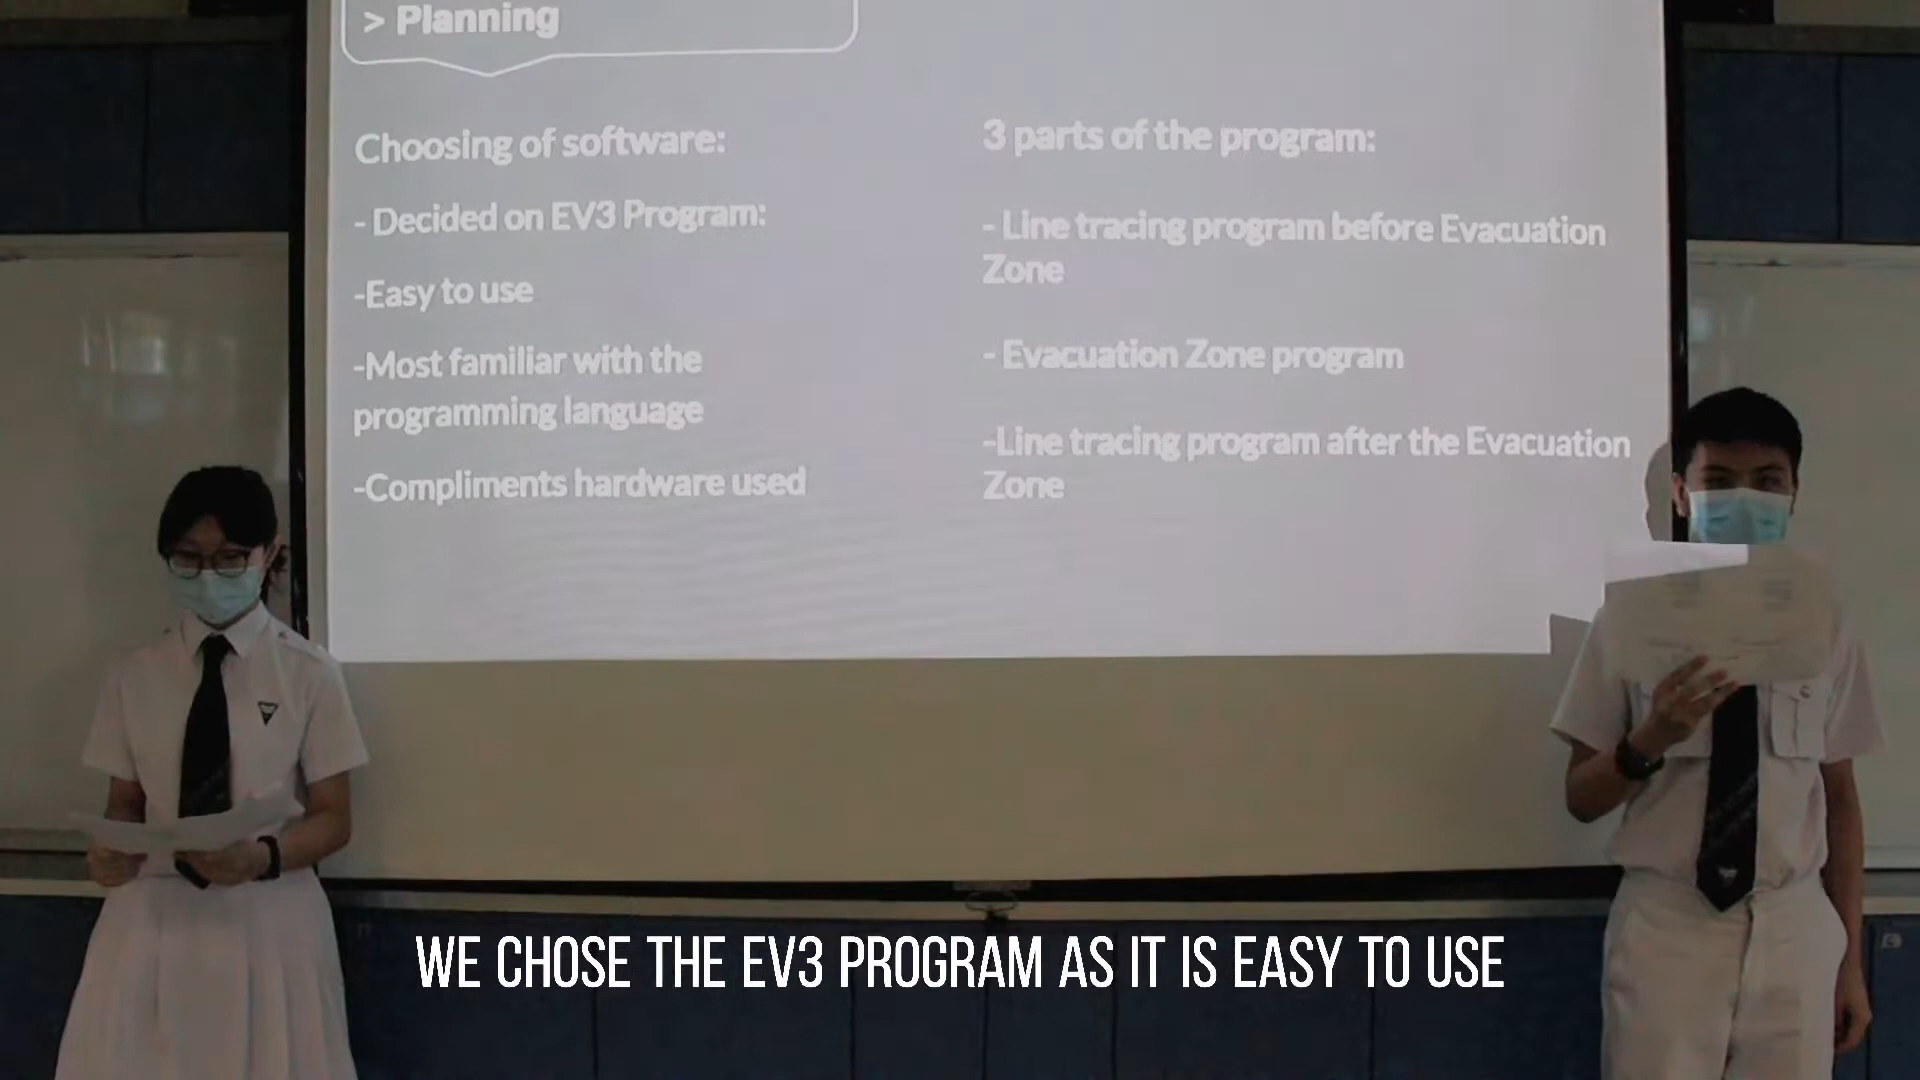 > Planning
Choosing of software:
- Decided on EV3 Program:
-Easy to use
-Most familiar with the
programming language
-Compliments hardware used
3 parts of the program:
- Line tracing program before Evacuation
Zone
- Evacuation Zone program
-Line tracing program after the Evacuation
Zone
WE CHOSE THE EV3 PROGRAM AS IT IS EASY TO USE